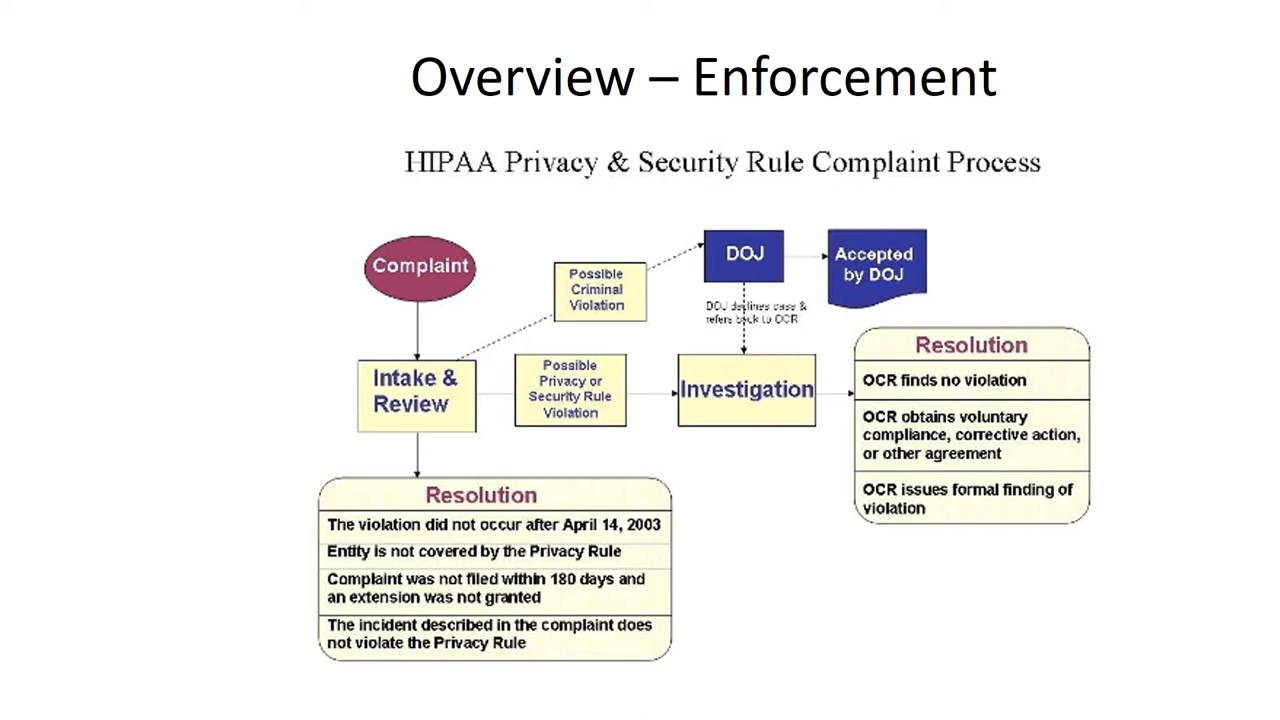 Overview – Enforcement
HIPAA Privacy & Security Rule Complaint Process
Complaint
Possible
Criminal
Violation
DOJ
Accepted
by DOJ
DOJ declines case &
refers back to OCR
Intake &
Review
Possible
Privacy or
Security Rule
Violation
Investigation
Resolution
OCR finds no violation
OCR obtains voluntary
compliance, corrective action,
or other agreement
OCR issues formal finding of
violation
Resolution
The violation did not occur after April 14, 2003
Entity is not covered by the Privacy Rule
Complaint was not filed within 180 days and
an extension was not granted
The incident described in the complaint does
not violate the Privacy Rule